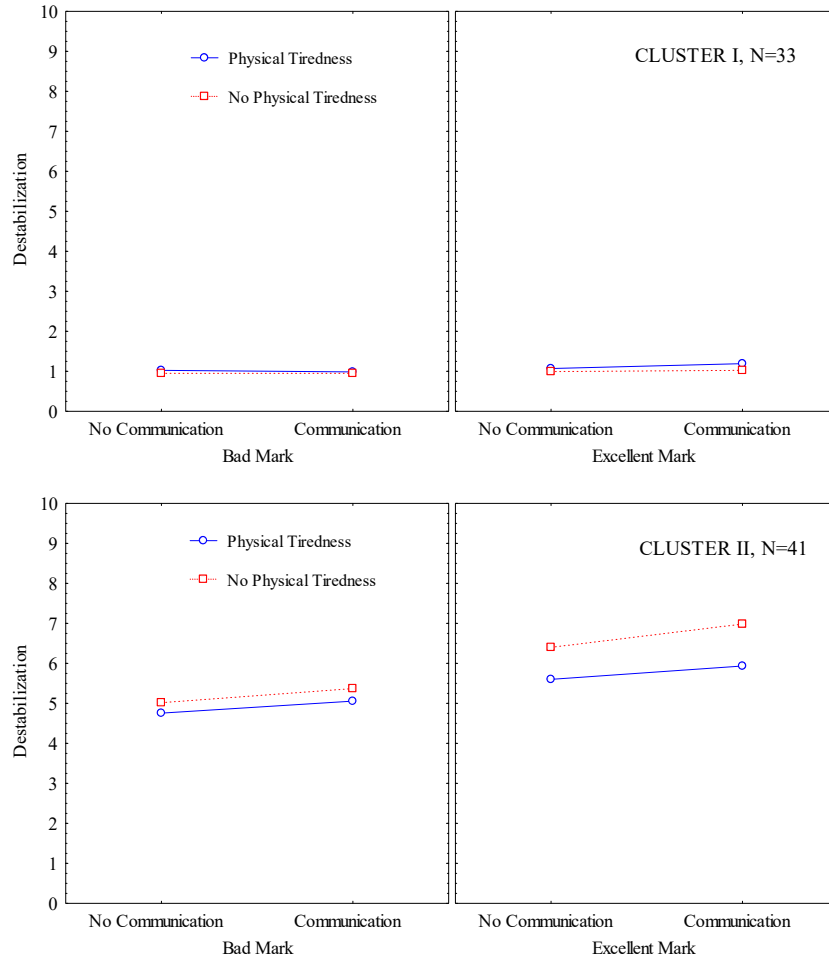 10
9
8
7
6
5
4
3
2
1
0
Destabilization
Physical Tiredness
No Physical Tiredness
CLUSTER I, N=33
No Communication
Communication
Bad Mark
No Communication
Communication
Excellent Mark
10
9
8
7
6
5
4
3
2
1
0
Destabilization
Physical Tiredness
No Physical Tiredness
CLUSTER II, N=41
No Communication
Communication
Bad Mark
No Communication
Communication
Excellent Mark